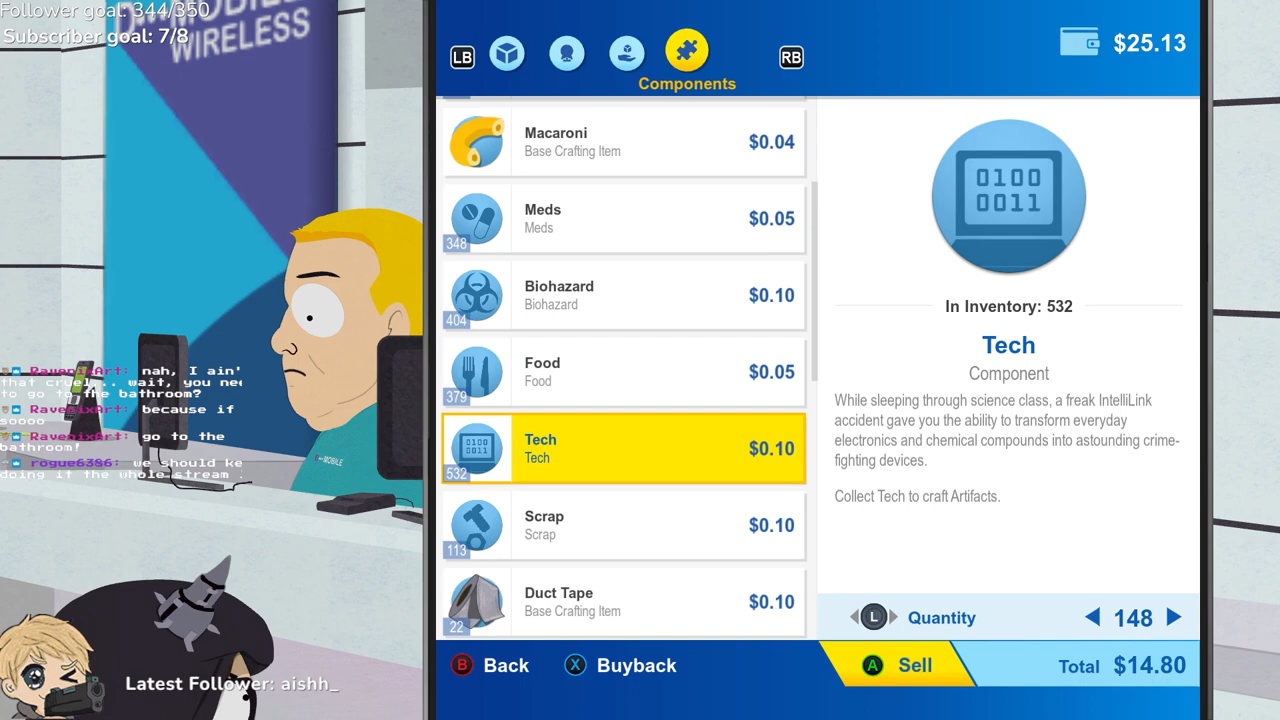 Follower goal: 344/350
Subscriber goal: 7/8
WIRELESS
LB
RB
Components
$25.13
Macaroni
Base Crafting Item
$0.04
Meds
Meds
348
$0.05
Biohazard
Biohazard
404
$0.10
Food
Food
379
$0.05
Tech
Tech
532
$0.10
Scrap
Scrap
113
$0.10
Duct Tape
Base Crafting Item
22
$0.10
0100
0011
In Inventory: 532
Tech
Component
While sleeping through science class, a freak IntelliLink
accident gave you the ability to transform everyday
electronics and chemical compounds into astounding crime-
fighting devices.
Collect Tech to craft Artifacts.
L Quantity 148
B Back
X Buyback
A Sell
Total $14.80
RavenixArt: nah, I ain'
that cruel... wait, you
to go to the bathroom?
RavenixArt: because if
soooo
RavenixArt: go to the
bathroom!
rogue6386: we should ke
doing it the whole stream .
MOBILE
Latest Follower: aishh_